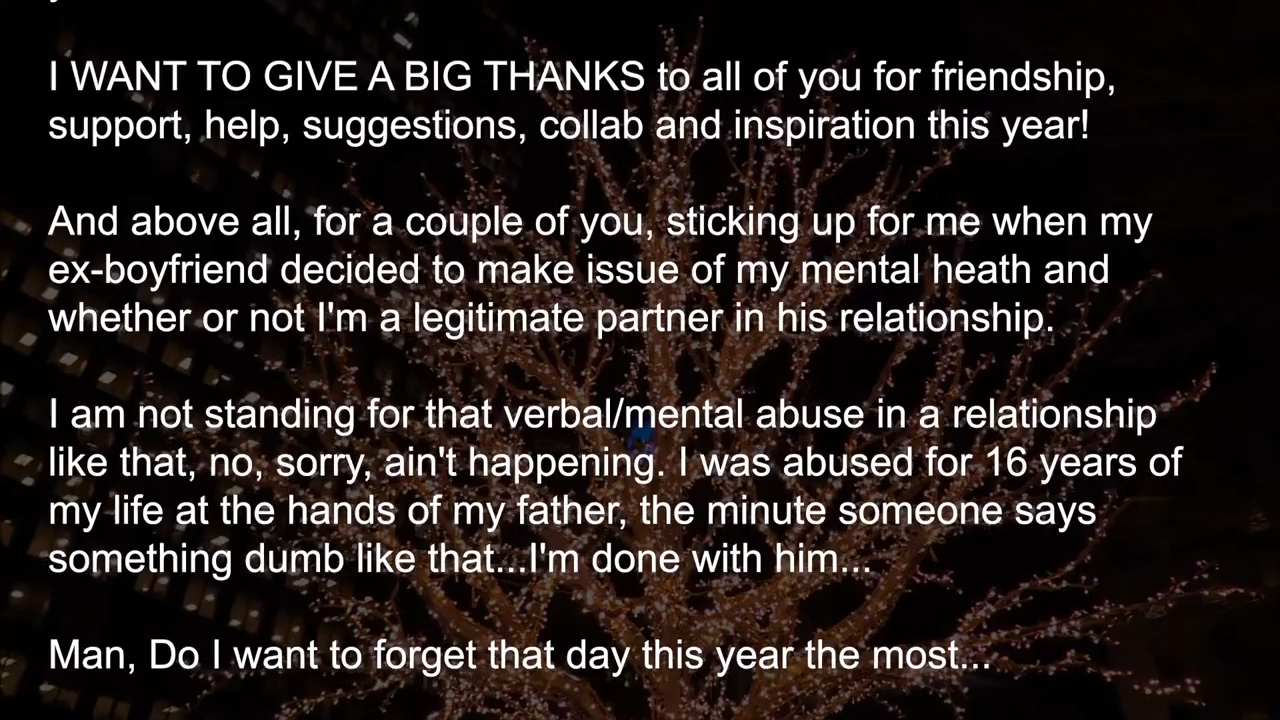 I WANT TO GIVE A BIG THANKS to all of you for friendship,
support, help, suggestions, collab and inspiration this year!
And above all, for a couple of you, sticking up for me when my
ex-boyfriend decided to make issue of my mental heath and
whether or not I'm a legitimate partner in his relationship.
I am not standing for that verbal/mental abuse in a relationship
like that, no, sorry, ain't happening. I was abused for 16 years of
my life at the hands of my father, the minute someone says
something dumb like that...I'm done with him...
Man, Do I want to forget that day this year the most...